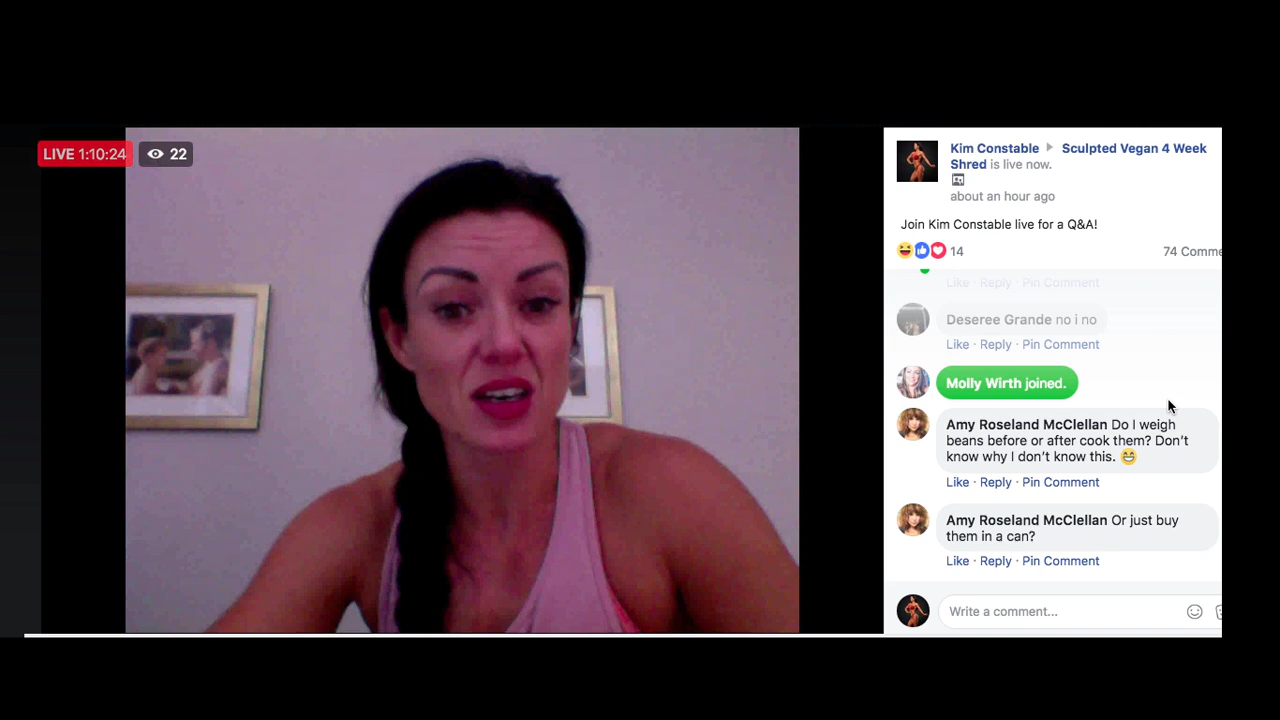 LIVE 1:10:24
22
Kim Constable Sculpted Vegan 4 Week
Shred is live now.
about an hour ago
Join Kim Constable live for a Q&A!
14
74 Comme
Like · Reply · Pin Comment
Deseree Grande no i no
Like · Reply · Pin Comment
Molly Wirth joined.
Amy Roseland McClellan Do I weigh
beans before or after cook them? Don't
know why I don't know this. 😁
Like · Reply · Pin Comment
Amy Roseland McClellan Or just buy
them in a can?
Like · Reply · Pin Comment
Write a comment...